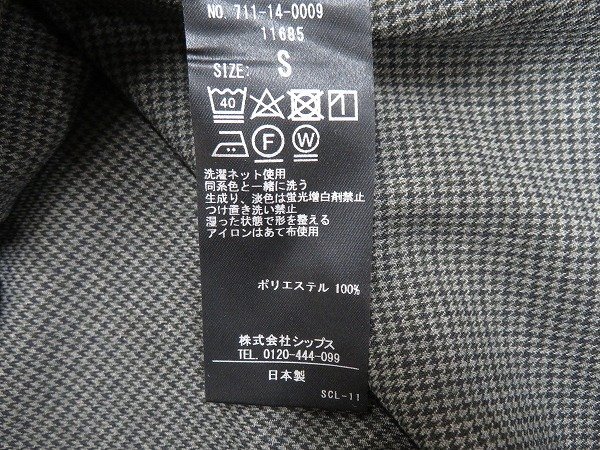 NO. 711-14-0009
11685
SIZE: S
40
F W
洗濯ネット使用
同系色と一緒に洗う
生成り、淡色は蛍光増白剤禁止
つけ置き洗い禁止
湿った状態で形を整える
アイロンはあて布使用
ポリエステル 100%
株式会社シップス
TEL. 0120-444-099
日本製
SCL-11